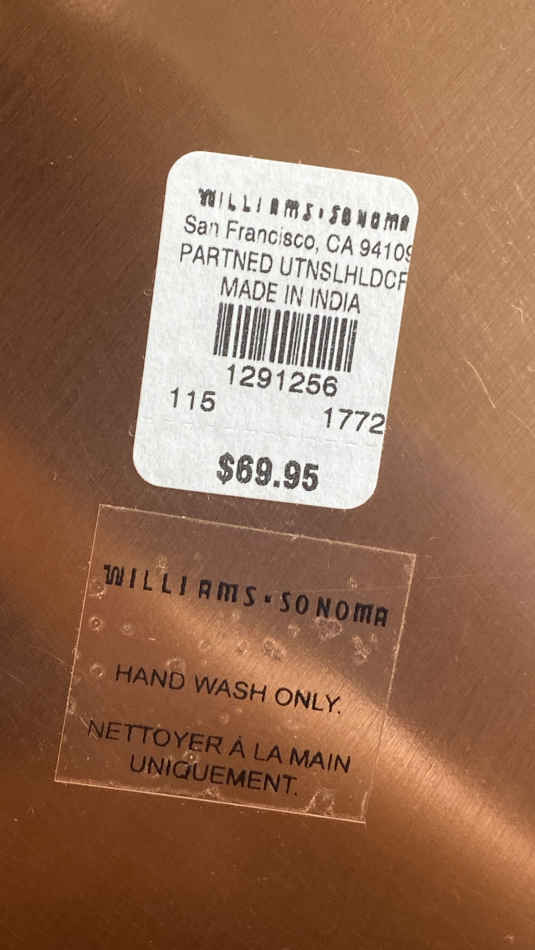 WILLIAMS-SONOMA
San Francisco, CA 94109
PARTNED UTNSLHLDCP
MADE IN INDIA
1291256
115 1772
$69.95
WILLIAMS-SONOMA
HAND WASH ONLY.
NETTOYER À LA MAIN
UNIQUEMENT.